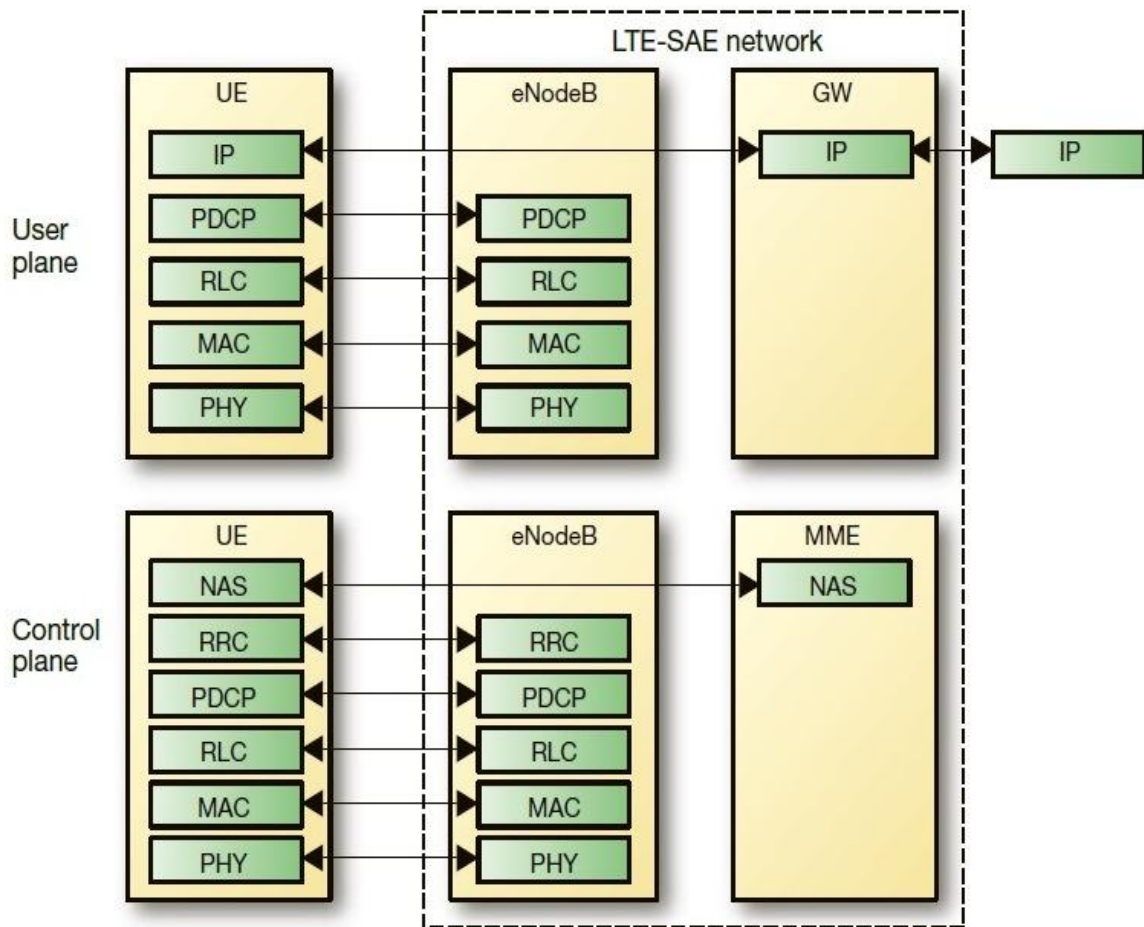 LTE-SAE network
UE
eNodeB
GW
IP
IP
IP
User
plane
PDCP
PDCP
RLC
RLC
MAC
MAC
PHY
PHY
UE
eNodeB
MME
NAS
NAS
Control
plane
RRC
RRC
PDCP
PDCP
RLC
RLC
MAC
MAC
PHY
PHY